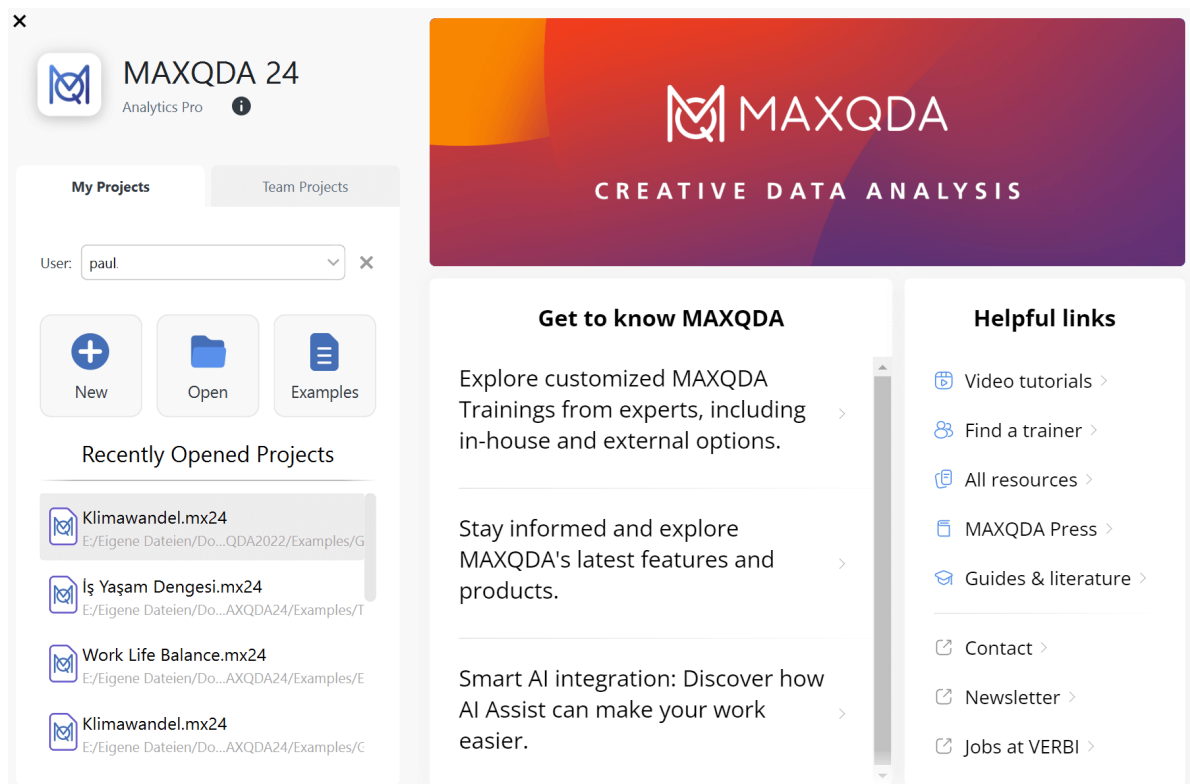 MAXQDA 24
Analytics Pro
My Projects
Team Projects
User:
paul.
New
Open
Examples
Recently Opened Projects
Klimawandel.mx24
E:/Eigene Dateien/Do...QDA2022/Examples/G
İş Yaşam Dengesi.mx24
E:/Eigene Dateien/Do...AXQDA24/Examples/T
Work Life Balance.mx24
E:/Eigene Dateien/Do...AXQDA24/Examples/E
Klimawandel.mx24
E:/Eigene Dateien/Do...AXQDA24/Examples/G
MAXQDA
CREATIVE DATA ANALYSIS
Get to know MAXQDA
Explore customized MAXQDA
Trainings from experts, including
in-house and external options.
Stay informed and explore
MAXQDA's latest features and
products.
Smart AI integration: Discover how
AI Assist can make your work
easier.
Helpful links
Video tutorials
Find a trainer
All resources
MAXQDA Press
Guides & literature
Contact
Newsletter
Jobs at VERBI